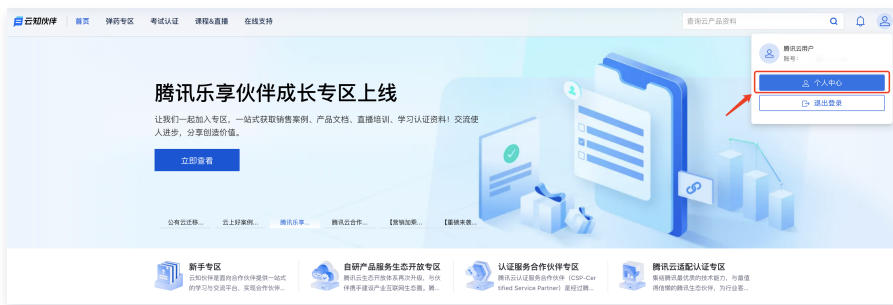 云知伙伴 首页 弹药专区 考试认证 课程&直播 在线支持 查询云产品资料
腾讯云用户
账号:
个人中心
退出登录
腾讯乐享伙伴成长专区上线
让我们一起加入专区，一站式获取销售案例、产品文档、直播培训、学习认证资料！交流使
人进步，分享创造价值。
立即查看
公有云迁移... 云上好案例... 腾讯乐享... 腾讯云合作... 【营销加乘... 【重磅来袭...
新手专区 自研产品服务生态开放专区 认证服务合作伙伴专区 腾讯云适配认证专区
云知伙伴是面向合作伙伴提供一站式 腾讯云生态开放体系再次升级，与伙 腾讯云认证服务合作伙伴（CSP-Cer 集结腾讯最优质的技术能力，与最值
的学习与交流平台、实现合作伙伴... 伴携手建设产业互联网生态圈。腾... tified Service Partner）是经过腾... 得信赖的腾讯生态伙伴，为行业客...